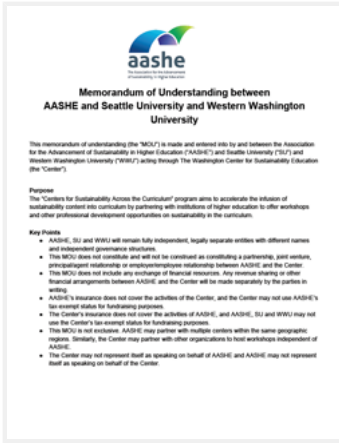 aashe
The Association for the Advancement
of Sustainability in Higher Education
Memorandum of Understanding between
AASHE and Seattle University and Western Washington
University
This memorandum of understanding (the "MOU") is made and entered into by and between the Association
for the Advancement of Sustainability in Higher Education ("AASHE") and Seattle University ("SU") and
Western Washington University ("WWU") acting through The Washington Center for Sustainability Education
(the "Center").
Purpose
The "Centers for Sustainability Across the Curriculum" program aims to accelerate the infusion of
sustainability content into curriculum by partnering with institutions of higher education to offer workshops
and other professional development opportunities on sustainability in the curriculum.
Key Points
● AASHE, SU and WWU will remain fully independent, legally separate entities with different names
and independent governance structures.
● This MOU does not constitute and will not be construed as constituting a partnership, joint venture,
principal/agent relationship or employer/employee relationship between AASHE and the Center.
● This MOU does not include any exchange of financial resources. Any revenue sharing or other
financial arrangements between AASHE and the Center will be made separately by the parties in
writing.
● AASHE's insurance does not cover the activities of the Center, and the Center may not use AASHE's
tax-exempt status for fundraising purposes.
● The Center's insurance does not cover the activities of AASHE, and AASHE, SU and WWU may not
use the Center's tax-exempt status for fundraising purposes.
● This MOU is not exclusive. AASHE may partner with multiple centers within the same geographic
regions. Similarly, the Center may partner with other organizations to host workshops independent of
AASHE.
● The Center may not represent itself as speaking on behalf of AASHE and AASHE may not represent
itself as speaking on behalf of the Center.